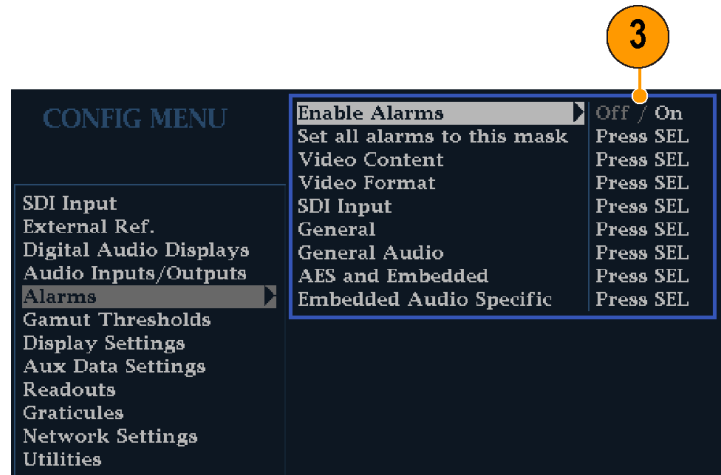 3
CONFIG MENU
SDI Input
External Ref.
Digital Audio Displays
Audio Inputs/Outputs
Alarms
Gamut Thresholds
Display Settings
Aux Data Settings
Readouts
Graticules
Network Settings
Utilities
Enable Alarms Off / On
Set all alarms to this mask Press SEL
Video Content Press SEL
Video Format Press SEL
SDI Input Press SEL
General Press SEL
General Audio Press SEL
AES and Embedded Press SEL
Embedded Audio Specific Press SEL